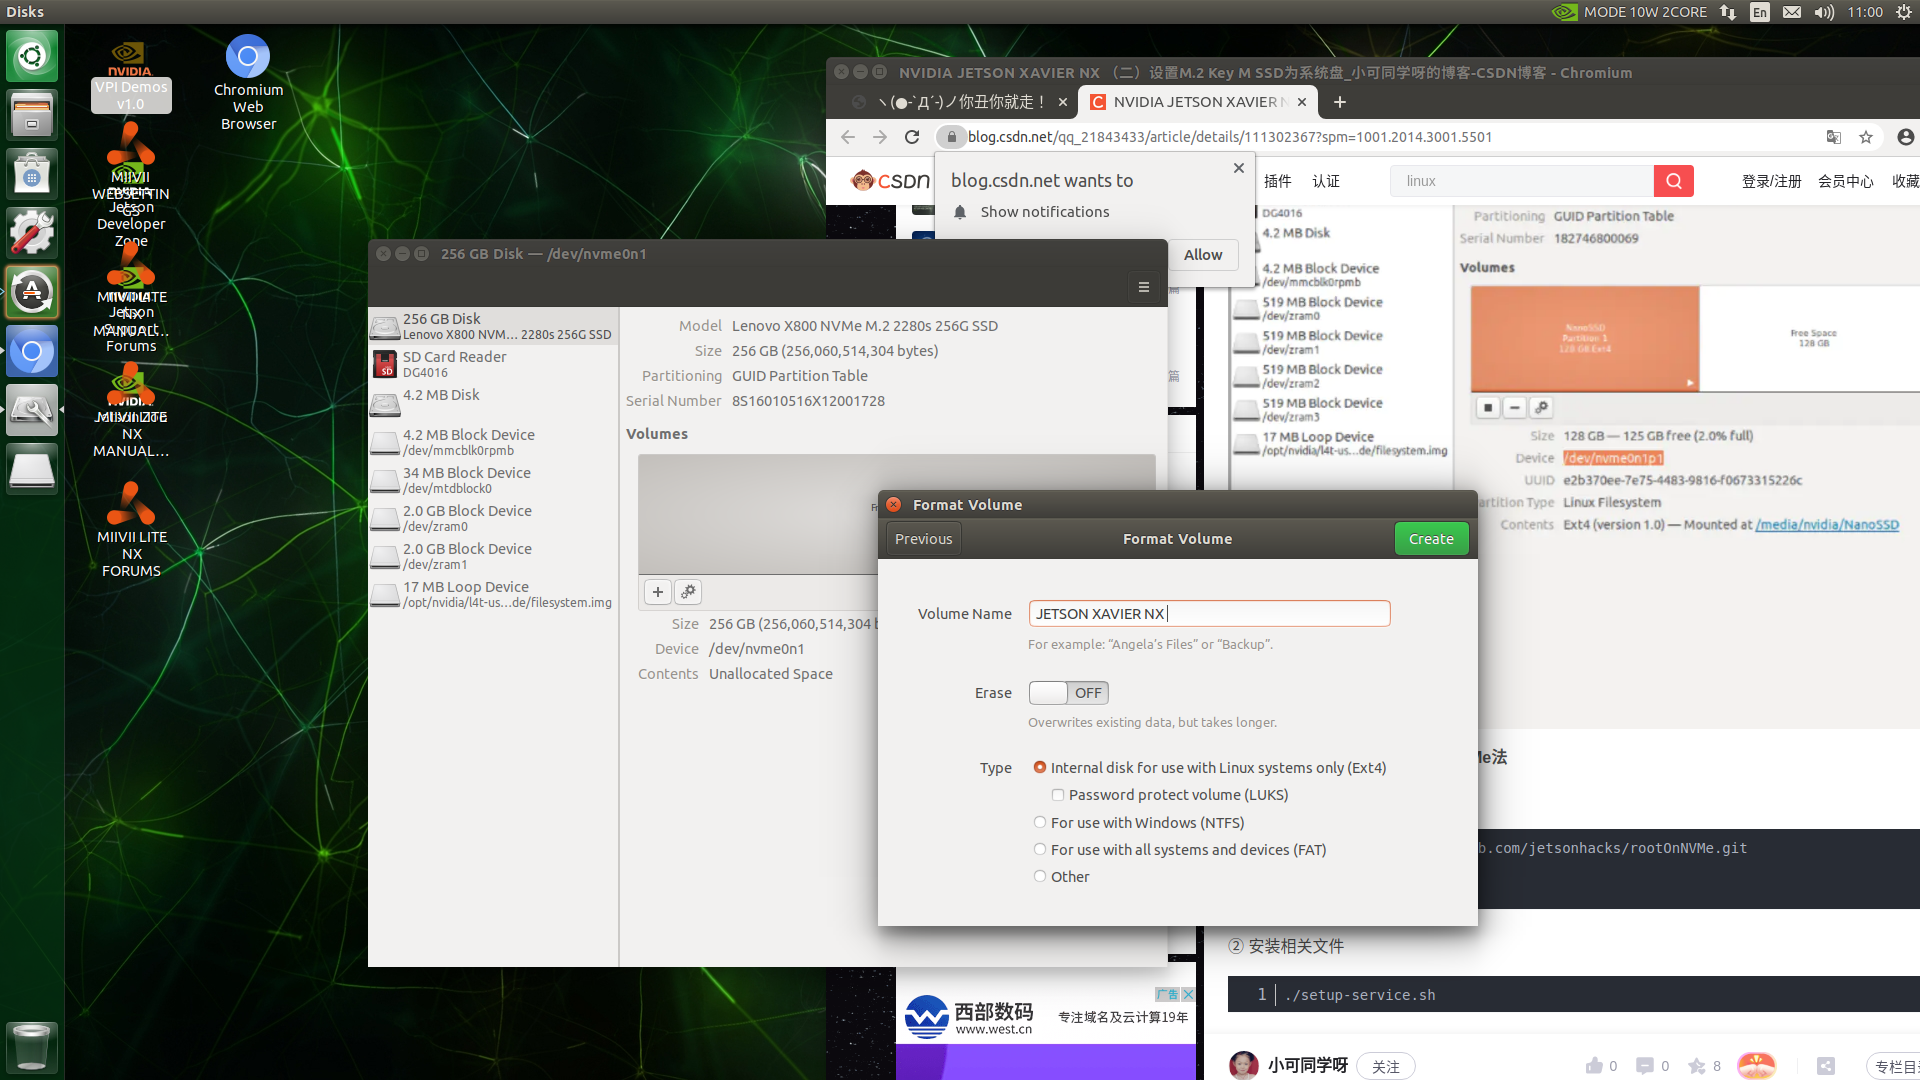 Disks
MODE 10W 2CORE
En
11:00
NVIDIA
VPI Demos
v1.0
Chromium
Web
Browser
MIIVII
WEBSETTIN
GS
Jetson
Developer
Zone
MIIVII LITE
NX
MANUAL…
Jetson
Support
Forums
NVIDIA
MIIVII LITE
NX
MANUAL…
MIIVII LITE
NX
FORUMS
NVIDIA JETSON XAVIER NX （二）设置M.2 Key M SSD为系统盘_小可同学呀的博客-CSDN博客 - Chromium
ヽ(●-`Д´-)ノ你丑你就走！
NVIDIA JETSON XAVIER N
blog.csdn.net/qq_21843433/article/details/111302367?spm=1001.2014.3001.5501
CSDN
插件
认证
linux
登录/注册
会员中心
收藏
blog.csdn.net wants to
Show notifications
Allow
256 GB Disk — /dev/nvme0n1
256 GB Disk
Lenovo X800 NVM… 2280s 256G SSD
SD Card Reader
DG4016
4.2 MB Disk
4.2 MB Block Device
/dev/mmcblk0rpmb
34 MB Block Device
/dev/mtdblock0
2.0 GB Block Device
/dev/zram0
2.0 GB Block Device
/dev/zram1
17 MB Loop Device
/opt/nvidia/l4t-us…de/filesystem.img
Model Lenovo X800 NVMe M.2 2280s 256G SSD
Size 256 GB (256,060,514,304 bytes)
Partitioning GUID Partition Table
Serial Number 8S16010516X12001728
Volumes
Size 256 GB (256,060,514,304 b
Device /dev/nvme0n1
Contents Unallocated Space
篇
篇
DG4016
4.2 MB Disk
4.2 MB Block Device
/dev/mmcblk0rpmb
519 MB Block Device
/dev/zram0
519 MB Block Device
/dev/zram1
519 MB Block Device
/dev/zram2
519 MB Block Device
/dev/zram3
17 MB Loop Device
/opt/nvidia/l4t-us…de/filesystem.img
Partitioning GUID Partition Table
Serial Number 182746800069
Volumes
NanoSSD
Partition 1
128 GB Ext4
Free Space
128 GB
Size 128 GB — 125 GB free (2.0% full)
Device /dev/nvme0n1p1
UUID e2b370ee-7e75-4483-9816-f0673315226c
artition Type Linux Filesystem
Contents Ext4 (version 1.0) — Mounted at /media/nvidia/NanoSSD
Format Volume
Previous
Format Volume
Create
Volume Name JETSON XAVIER NX
For example: “Angela’s Files” or “Backup”.
Erase OFF
Overwrites existing data, but takes longer.
Type Internal disk for use with Linux systems only (Ext4)
Password protect volume (LUKS)
For use with Windows (NTFS)
For use with all systems and devices (FAT)
Other
Me法
b.com/jetsonhacks/rootOnNVMe.git
② 安装相关文件
1 ./setup-service.sh
广告
西部数码
www.west.cn
专注域名及云计算19年
小可同学呀
关注
0
0
8
专栏目录